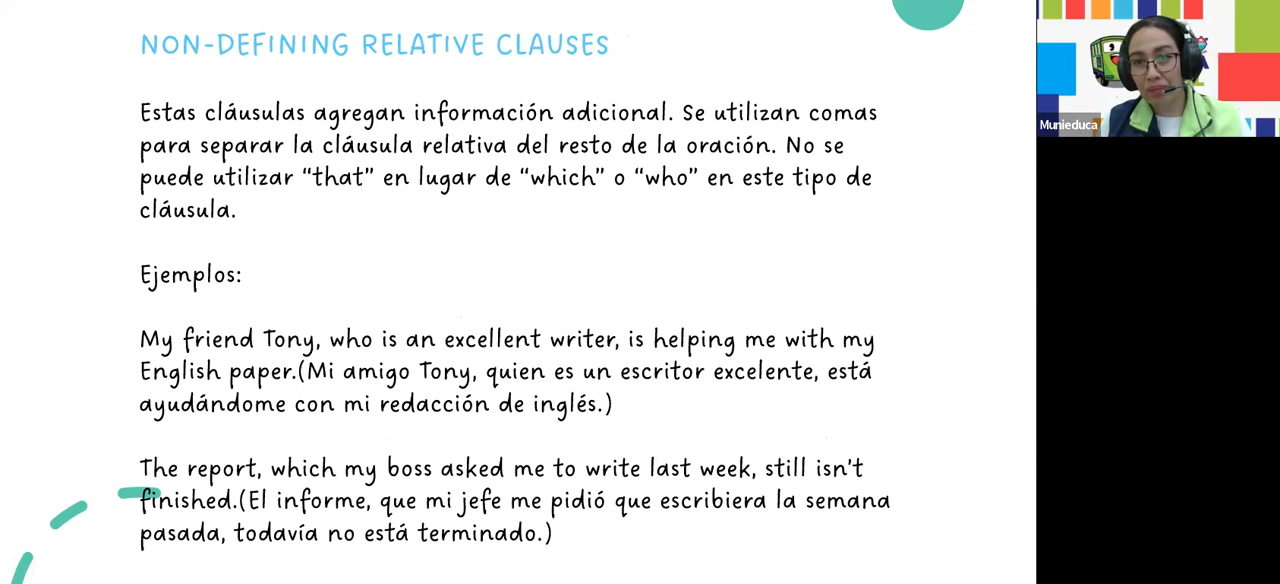 NON-DEFINING RELATIVE CLAUSES
Estas cláusulas agregan información adicional. Se utilizan comas
para separar la cláusula relativa del resto de la oración. No se
puede utilizar “that” en lugar de “which” o “who” en este tipo de
cláusula.
Ejemplos:
My friend Tony, who is an excellent writer, is helping me with my
English paper.(Mi amigo Tony, quien es un escritor excelente, está
ayudándome con mi redacción de inglés.)
The report, which my boss asked me to write last week, still isn't
finished.(El informe, que mi jefe me pidió que escribiera la semana
pasada, todavía no está terminado.)
Munieduca